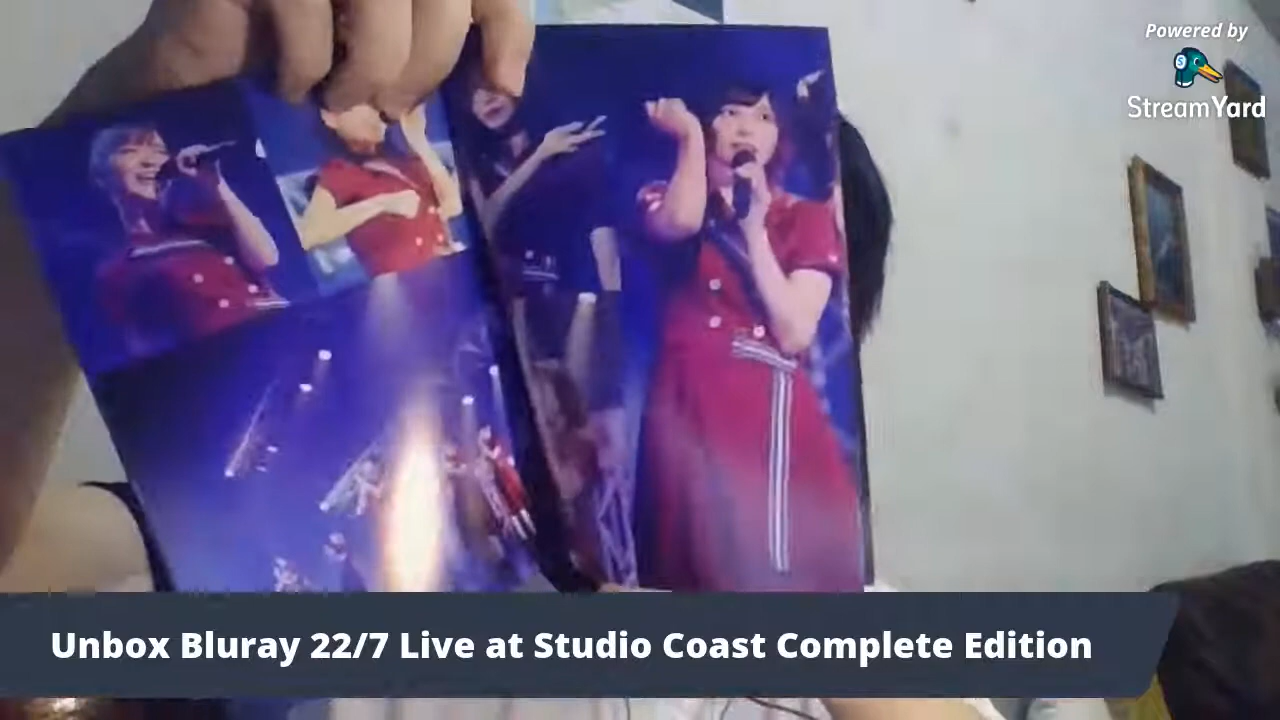 Powered by
StreamYard
Unbox Bluray 22/7 Live at Studio Coast Complete Edition